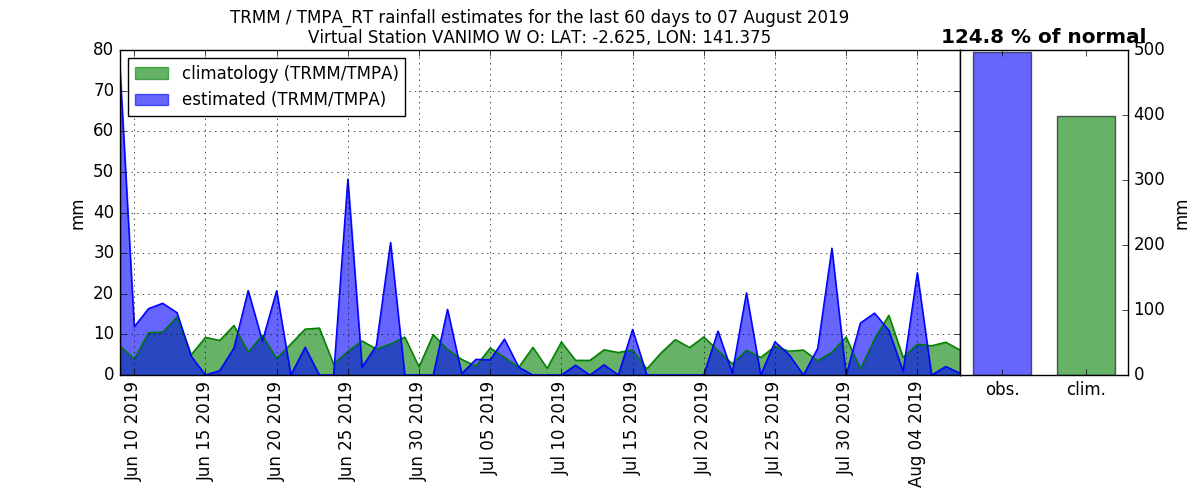 TRMM / TMPA_RT rainfall estimates for the last 60 days to 07 August 2019
Virtual Station VANIMO W O: LAT: -2.625, LON: 141.375
124.8 % of normal
climatology (TRMM/TMPA)
estimated (TRMM/TMPA)
mm
80
70
60
50
40
30
20
10
0
Jun 10 2019
Jun 15 2019
Jun 20 2019
Jun 25 2019
Jun 30 2019
Jul 05 2019
Jul 10 2019
Jul 15 2019
Jul 20 2019
Jul 25 2019
Jul 30 2019
Aug 04 2019
obs.
clim.
500
400
300
200
100
0
mm